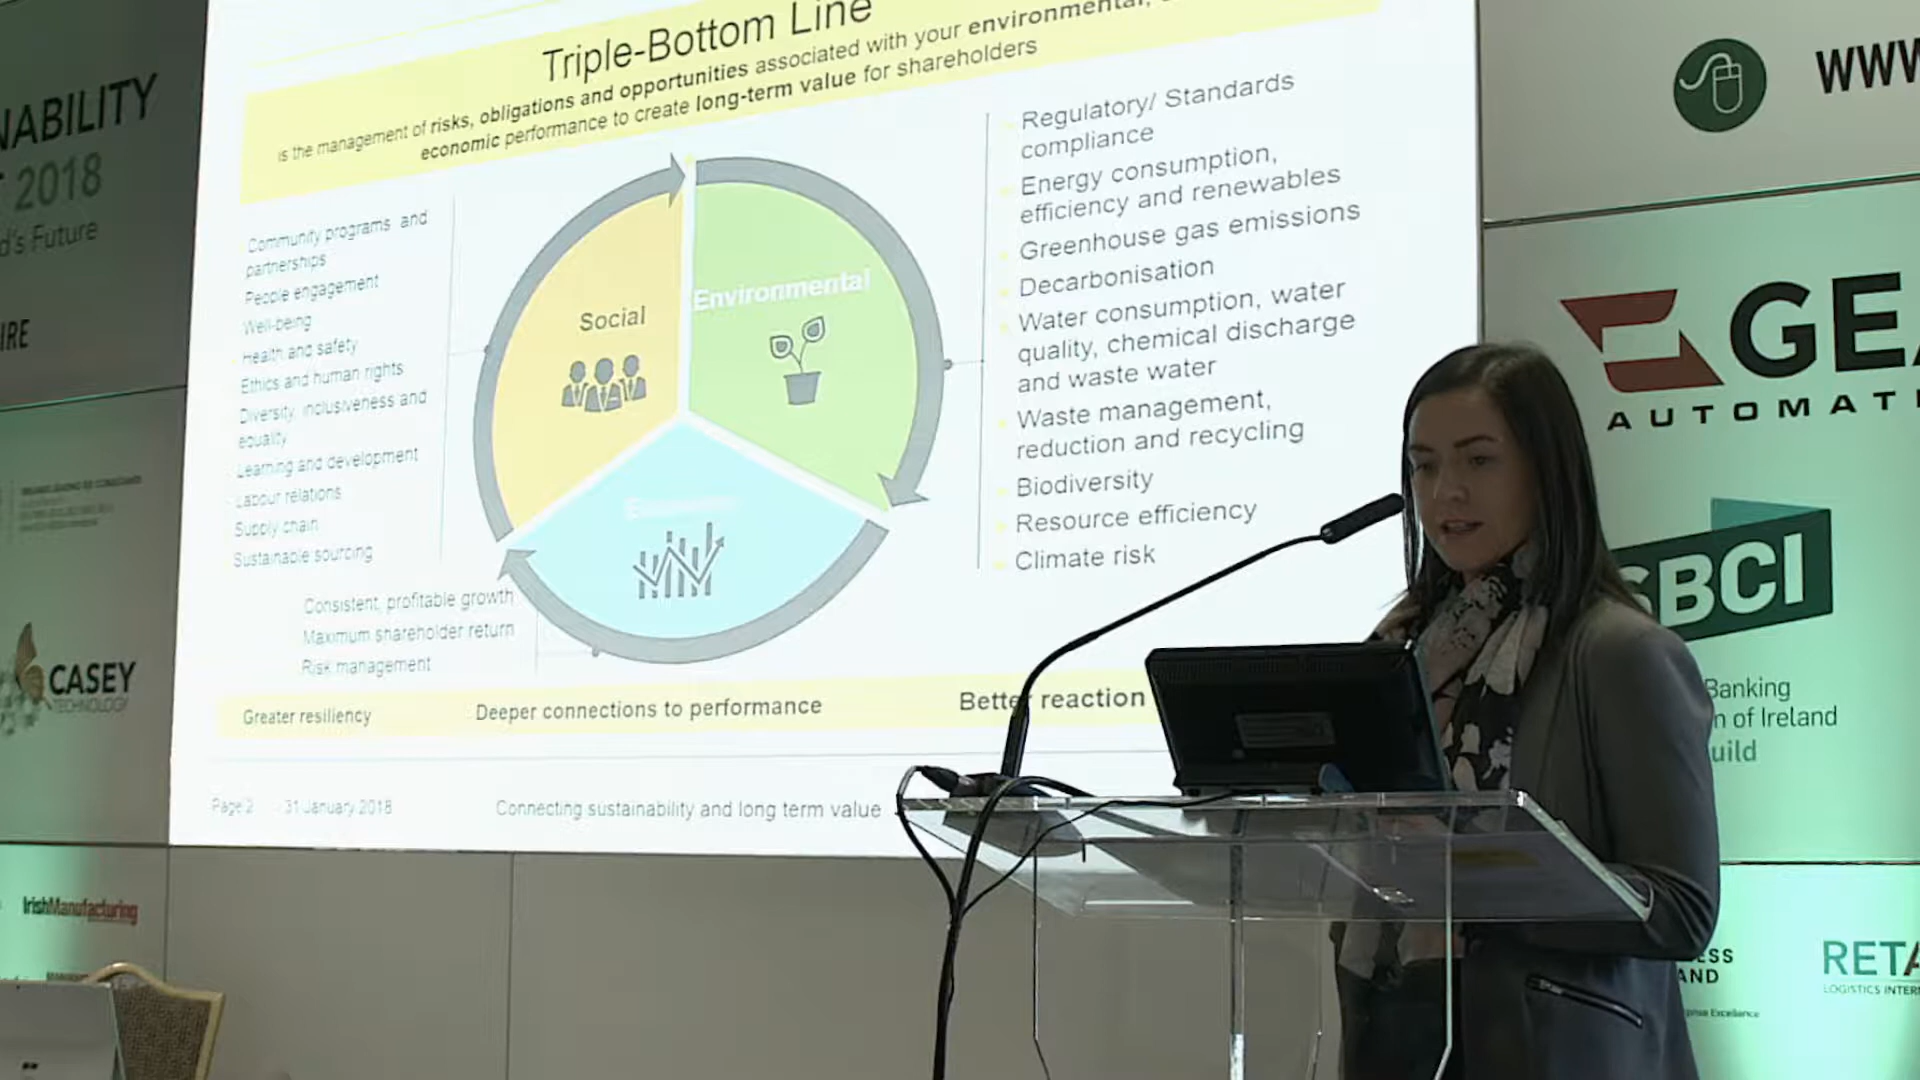 NABILITY
2018
d's Future
IRE
CASEY
TECHNOLOGY
IrishManufacturing
Triple-Bottom Line
is the management of risks, obligations and opportunities associated with your environmental,
economic performance to create long-term value for shareholders
Community programs and
partnerships
People engagement
Well-being
Health and safety
Ethics and human rights
Diversity, inclusiveness and
equality
Learning and development
Labour relations
Supply chain
Sustainable sourcing
Social
Environmental
Consistent, profitable growth
Maximum shareholder return
Risk management
Regulatory/ Standards
compliance
Energy consumption,
efficiency and renewables
Greenhouse gas emissions
Decarbonisation
Water consumption, water
quality, chemical discharge
and waste water
Waste management,
reduction and recycling
Biodiversity
Resource efficiency
Climate risk
Greater resiliency
Deeper connections to performance
Better reaction
Page 2
31 January 2018
Connecting sustainability and long term value
WWW
GEA
AUTOMATI
SBCI
Banking
n of Ireland
uild
ESS
AND
Excellence
RETA
LOGISTICS INTER